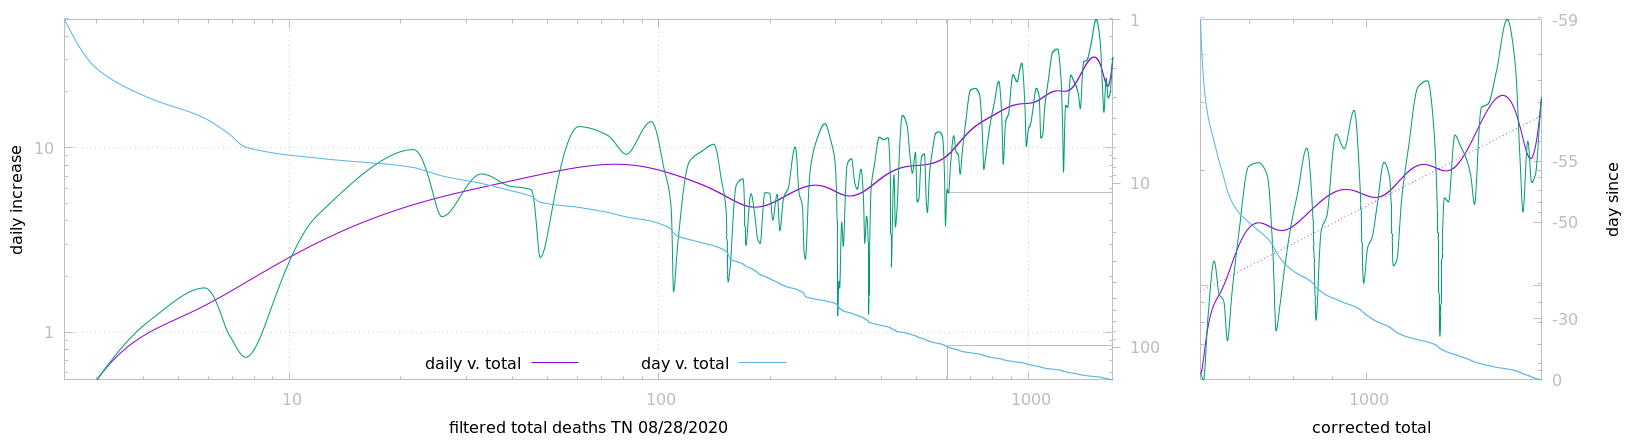 daily increase
10
1
daily v. total
day v. total
10
100
1000
filtered total deaths TN 08/28/2020
1
10
100
-59
-55
-50
-30
0
day since
1000
corrected total